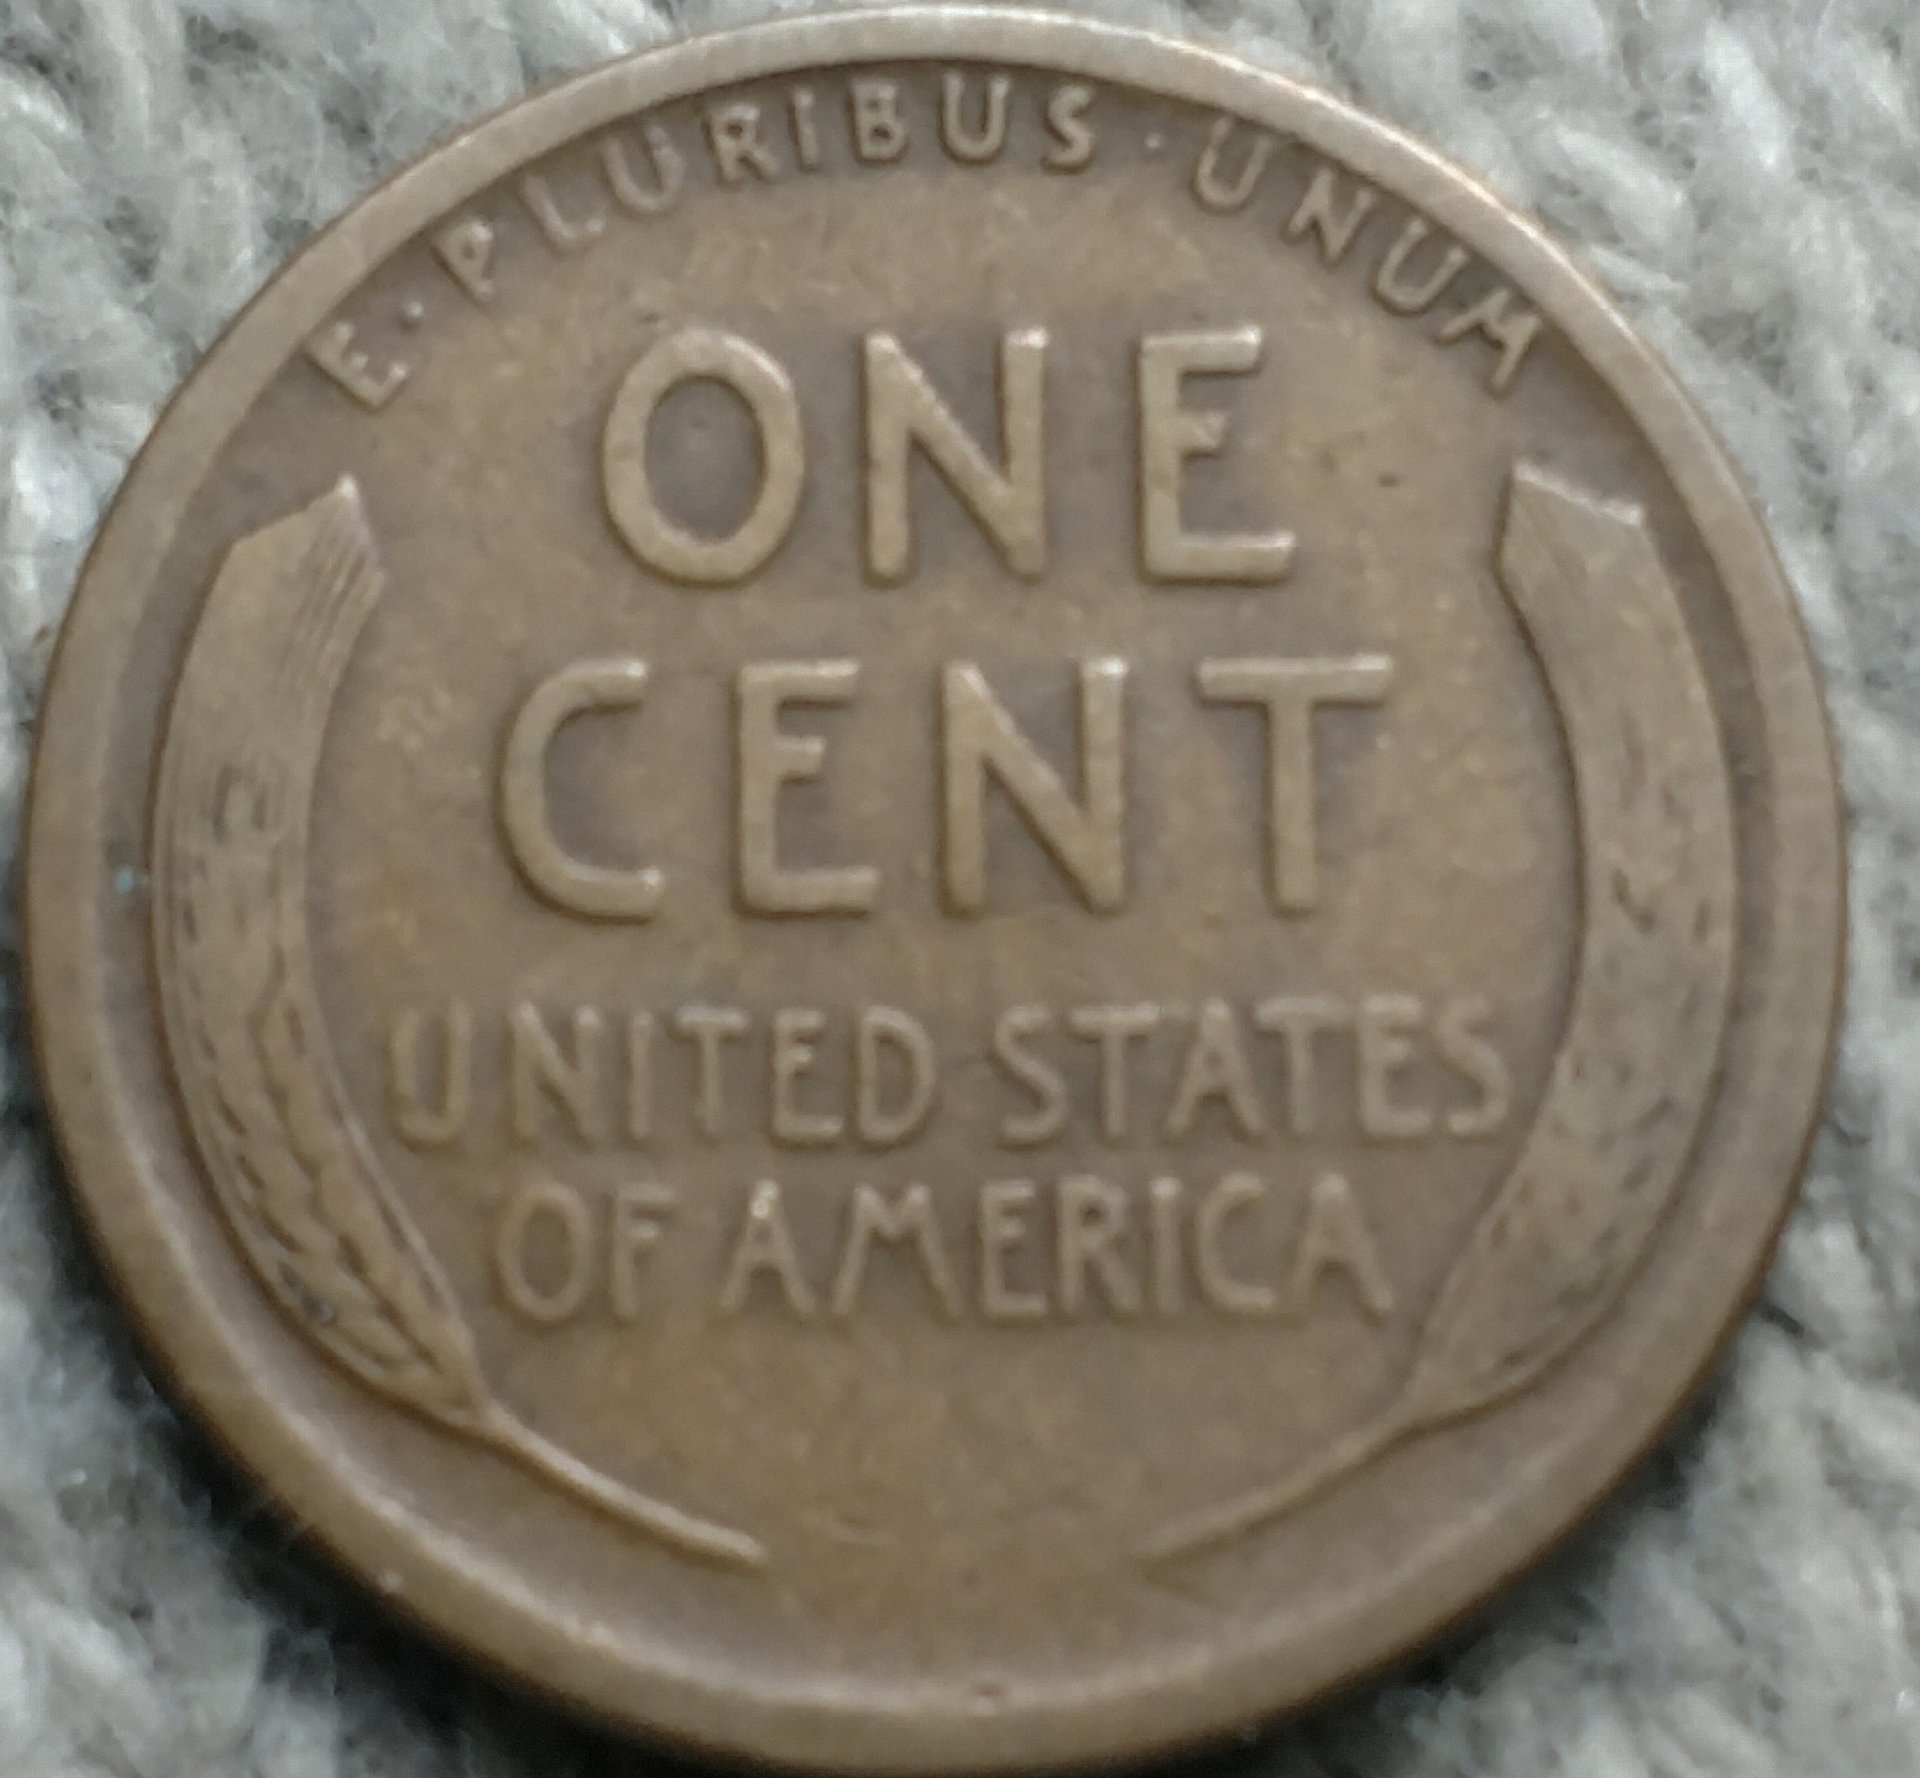 E·PLURIBUS·UNUM
ONE
CENT
UNITED STATES
OF AMERICA